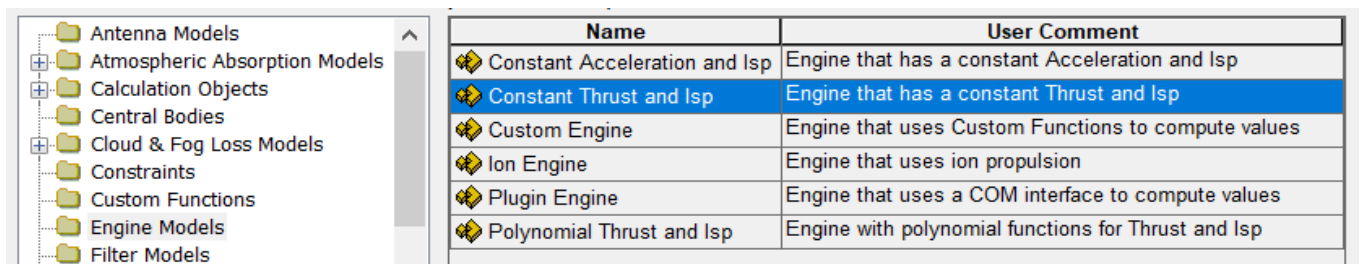 Antenna Models
Atmospheric Absorption Models
Calculation Objects
Central Bodies
Cloud & Fog Loss Models
Constraints
Custom Functions
Engine Models
Filter Models
Name User Comment
Constant Acceleration and Isp Engine that has a constant Acceleration and Isp
Constant Thrust and Isp Engine that has a constant Thrust and Isp
Custom Engine Engine that uses Custom Functions to compute values
Ion Engine Engine that uses ion propulsion
Plugin Engine Engine that uses a COM interface to compute values
Polynomial Thrust and Isp Engine with polynomial functions for Thrust and Isp